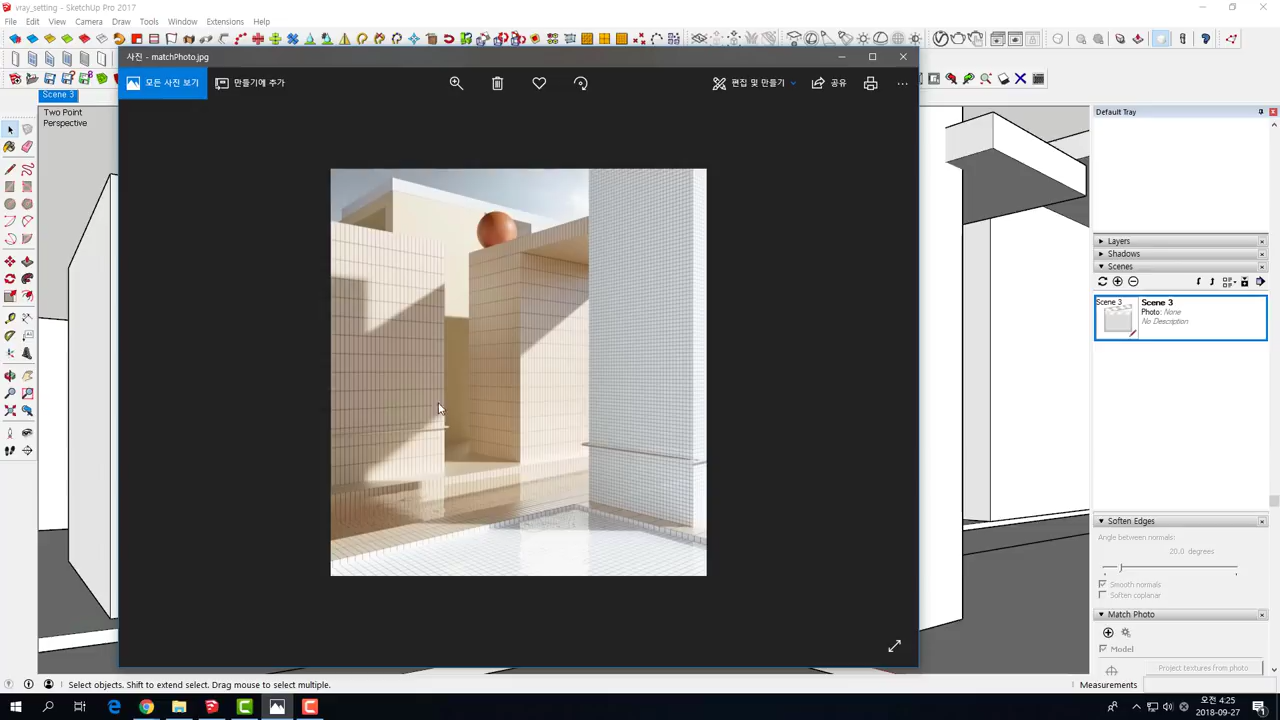 vray_setting - SketchUp Pro 2017
File Edit View Camera Draw Tools Window Extensions Help
사진 - matchPhoto.jpg
모든 사진 보기 만들기에 추가 편집 및 만들기 공유
Scene 3
Two Point
Perspective
Default Tray
Layers
Shadows
Scenes
Scene 3
Scene 3
Photo: None
No Description
Soften Edges
Angle between normals:
20.0 degrees
Smooth normals
Soften coplanar
Match Photo
Model
Project textures from photo
Select objects. Shift to extend select. Drag mouse to select multiple.
Measurements
오전 4:25
2018-09-27